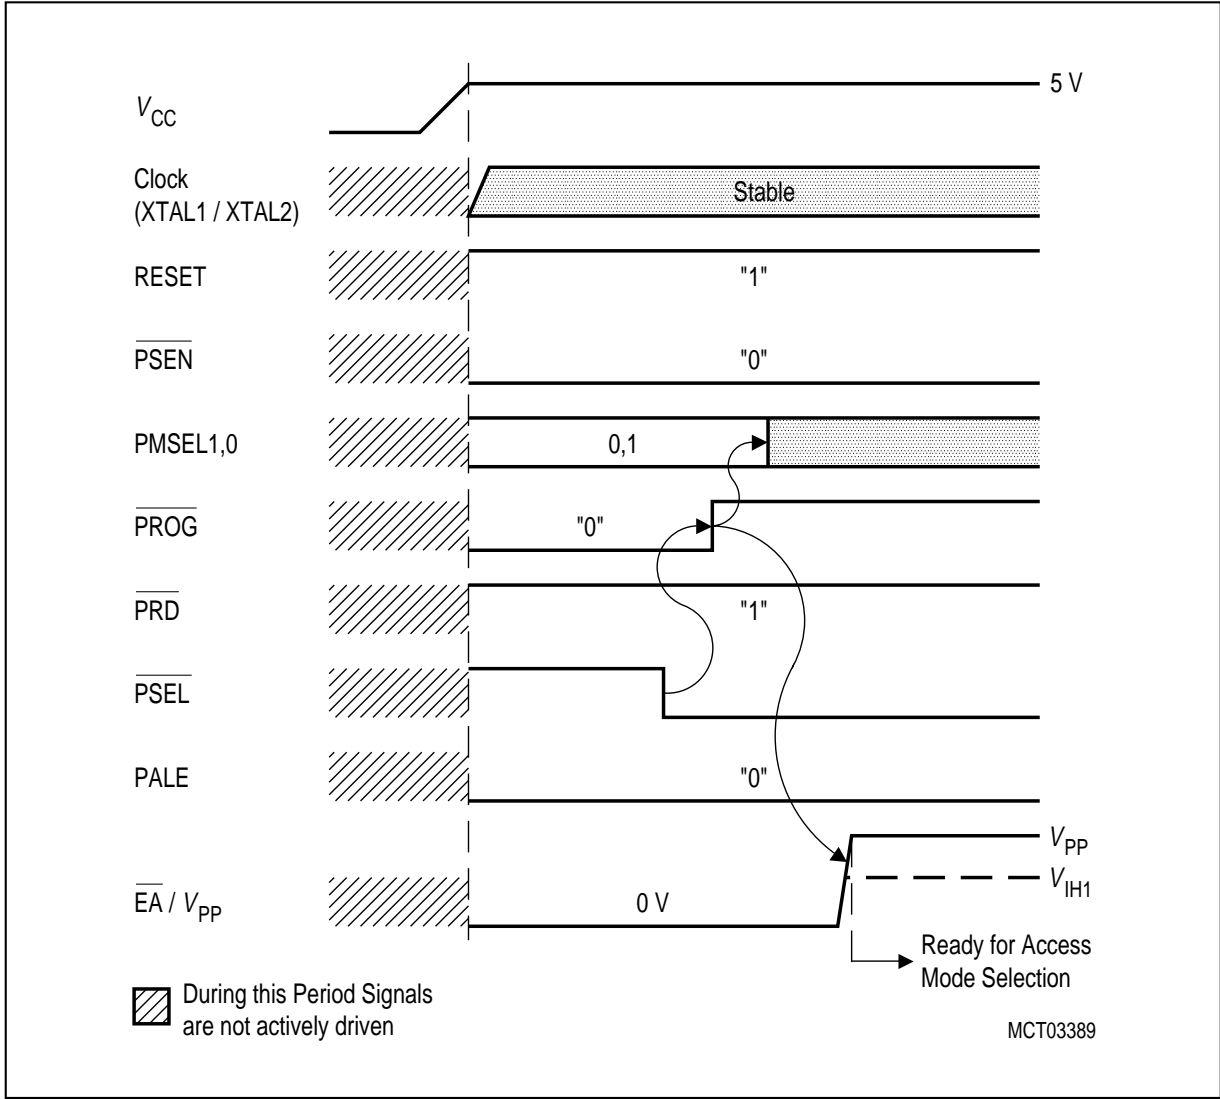 VCC
5 V
Clock
(XTAL1 / XTAL2)
Stable
RESET
"1"
PSEN
"0"
PMSEL1,0
0,1
PROG
"0"
PRD
"1"
PSEL
PALE
"0"
VPP
VIH1
EA / VPP
0 V
Ready for Access
Mode Selection
During this Period Signals
are not actively driven
MCT03389